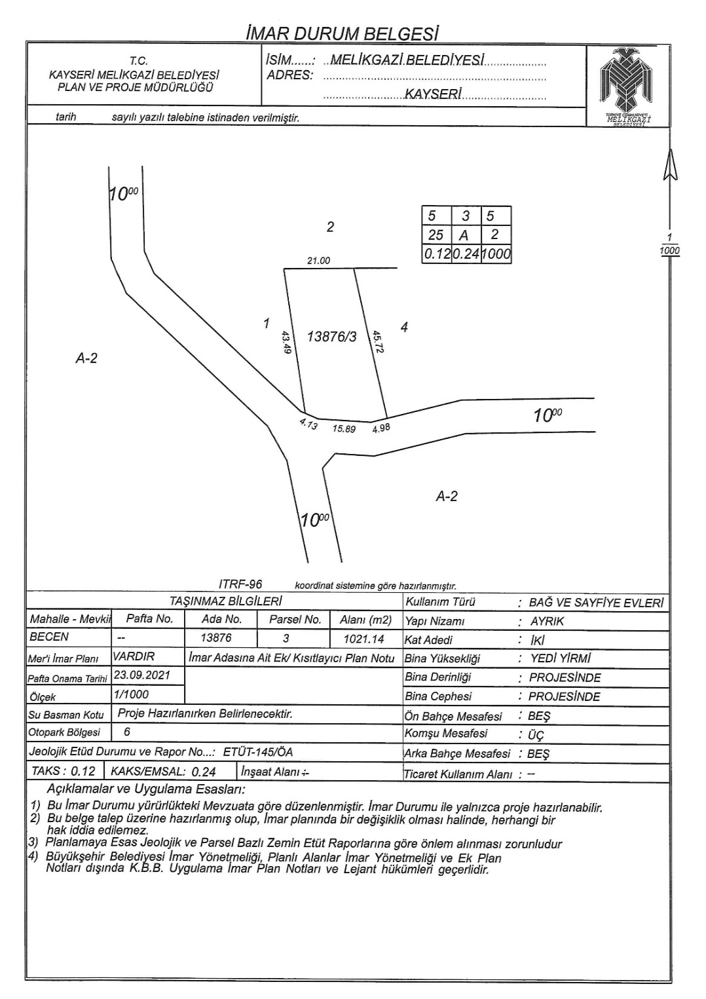 İMAR DURUM BELGESİ
T.C.
KAYSERİ MELİKGAZİ BELEDİYESİ
PLAN VE PROJE MÜDÜRLÜĞÜ
İSİM......: ..MELİKGAZİ BELEDİYESİ..................
ADRES: ................................................................
.......................KAYSERİ.......................
TÜRKİYE CUMHURİYETİ
MELİKGAZİ
BELEDİYESİ
tarih sayılı yazılı talebine istinaden verilmiştir.
10⁰⁰
2
5 3 5
25 A 2
0.12 0.24 1000
1
1000
21.00
1
43.49
13876/3
45.72
4
A-2
4.13
15.89
4.98
10⁰⁰
A-2
10⁰⁰
ITRF-96 koordinat sistemine göre hazırlanmıştır.
TAŞINMAZ BİLGİLERİ
Kullanım Türü : BAĞ VE SAYFİYE EVLERİ
Mahalle - Mevkii Pafta No. Ada No. Parsel No. Alanı (m2)
Yapı Nizamı : AYRIK
BECEN -- 13876 3 1021.14
Kat Adedi : İKİ
Mer'i İmar Planı VARDIR İmar Adasına Ait Ek/ Kısıtlayıcı Plan Notu
Bina Yüksekliği : YEDİ YİRMİ
Pafta Onama Tarihi 23.09.2021
Bina Derinliği : PROJESİNDE
Ölçek 1/1000
Bina Cephesi : PROJESİNDE
Su Basman Kotu Proje Hazırlanırken Belirlenecektir.
Ön Bahçe Mesafesi : BEŞ
Otopark Bölgesi 6
Komşu Mesafesi : ÜÇ
Jeolojik Etüd Durumu ve Rapor No...: ETÜT-145/ÖA
Arka Bahçe Mesafesi : BEŞ
TAKS : 0.12 KAKS/EMSAL: 0.24 İnşaat Alanı :--
Ticaret Kullanım Alanı : --
Açıklamalar ve Uygulama Esasları:
1) Bu İmar Durumu yürürlükteki Mevzuata göre düzenlenmiştir. İmar Durumu ile yalnızca proje hazırlanabilir.
2) Bu belge talep üzerine hazırlanmış olup, İmar planında bir değişiklik olması halinde, herhangi bir
hak iddia edilemez.
3) Planlamaya Esas Jeolojik ve Parsel Bazlı Zemin Etüt Raporlarına göre önlem alınması zorunludur
4) Büyükşehir Belediyesi İmar Yönetmeliği, Planlı Alanlar İmar Yönetmeliği ve Ek Plan
Notları dışında K.B.B. Uygulama İmar Plan Notları ve Lejant hükümleri geçerlidir.